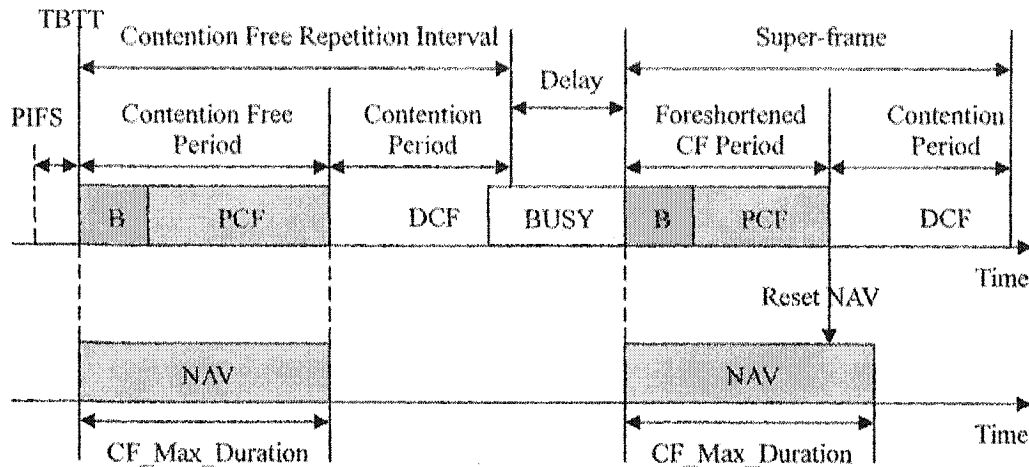 TBTT
Contention Free Repetition Interval
Super-frame
Delay
PIFS
Contention Free
Period
Contention
Period
Foreshortened
CF Period
Contention
Period
B
PCF
DCF
BUSY
B
PCF
DCF
Time
Reset NAV
NAV
NAV
Time
CF_Max_Duration
CF_Max_Duration